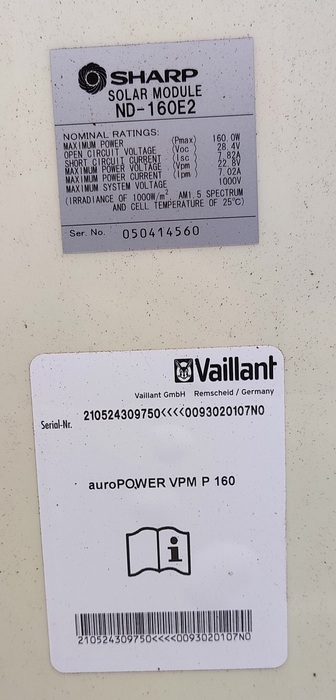 SHARP
SOLAR MODULE
ND-160E2
NOMINAL RATINGS:
MAXIMUM POWER (Pmax) 160.0W
OPEN CIRCUIT VOLTAGE (Voc) 28.4V
SHORT CIRCUIT CURRENT (Isc) 7.82A
MAXIMUM POWER VOLTAGE (Vpm) 22.8V
MAXIMUM POWER CURRENT (Ipm) 7.02A
MAXIMUM SYSTEM VOLTAGE 1000V
(IRRADIANCE OF 1000W/m², AM1.5 SPECTRUM
AND CELL TEMPERATURE OF 25°C)
Ser. No. 050414560
Vaillant
Vaillant GmbH Remscheid / Germany
Serial-Nr. 210524309750<<<<0093020107N0
auroPOWER VPM P 160
i
210524309750<<<<0093020107N0